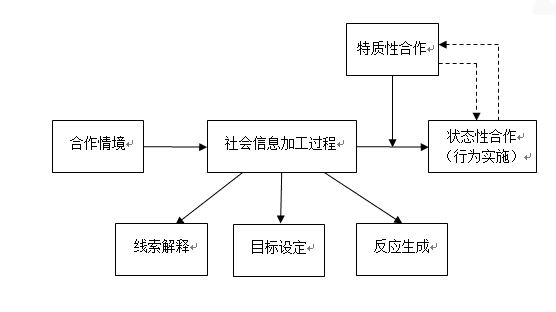 特质性合作
合作情境
社会信息加工过程
状态性合作
（行为实施）
线索解释
目标设定
反应生成